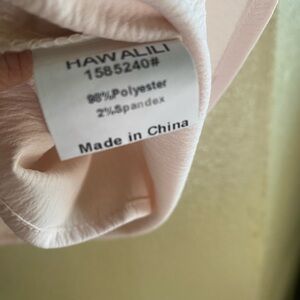 HAWALILI
1585240#
98%Polyester
2%Spandex
Made in China